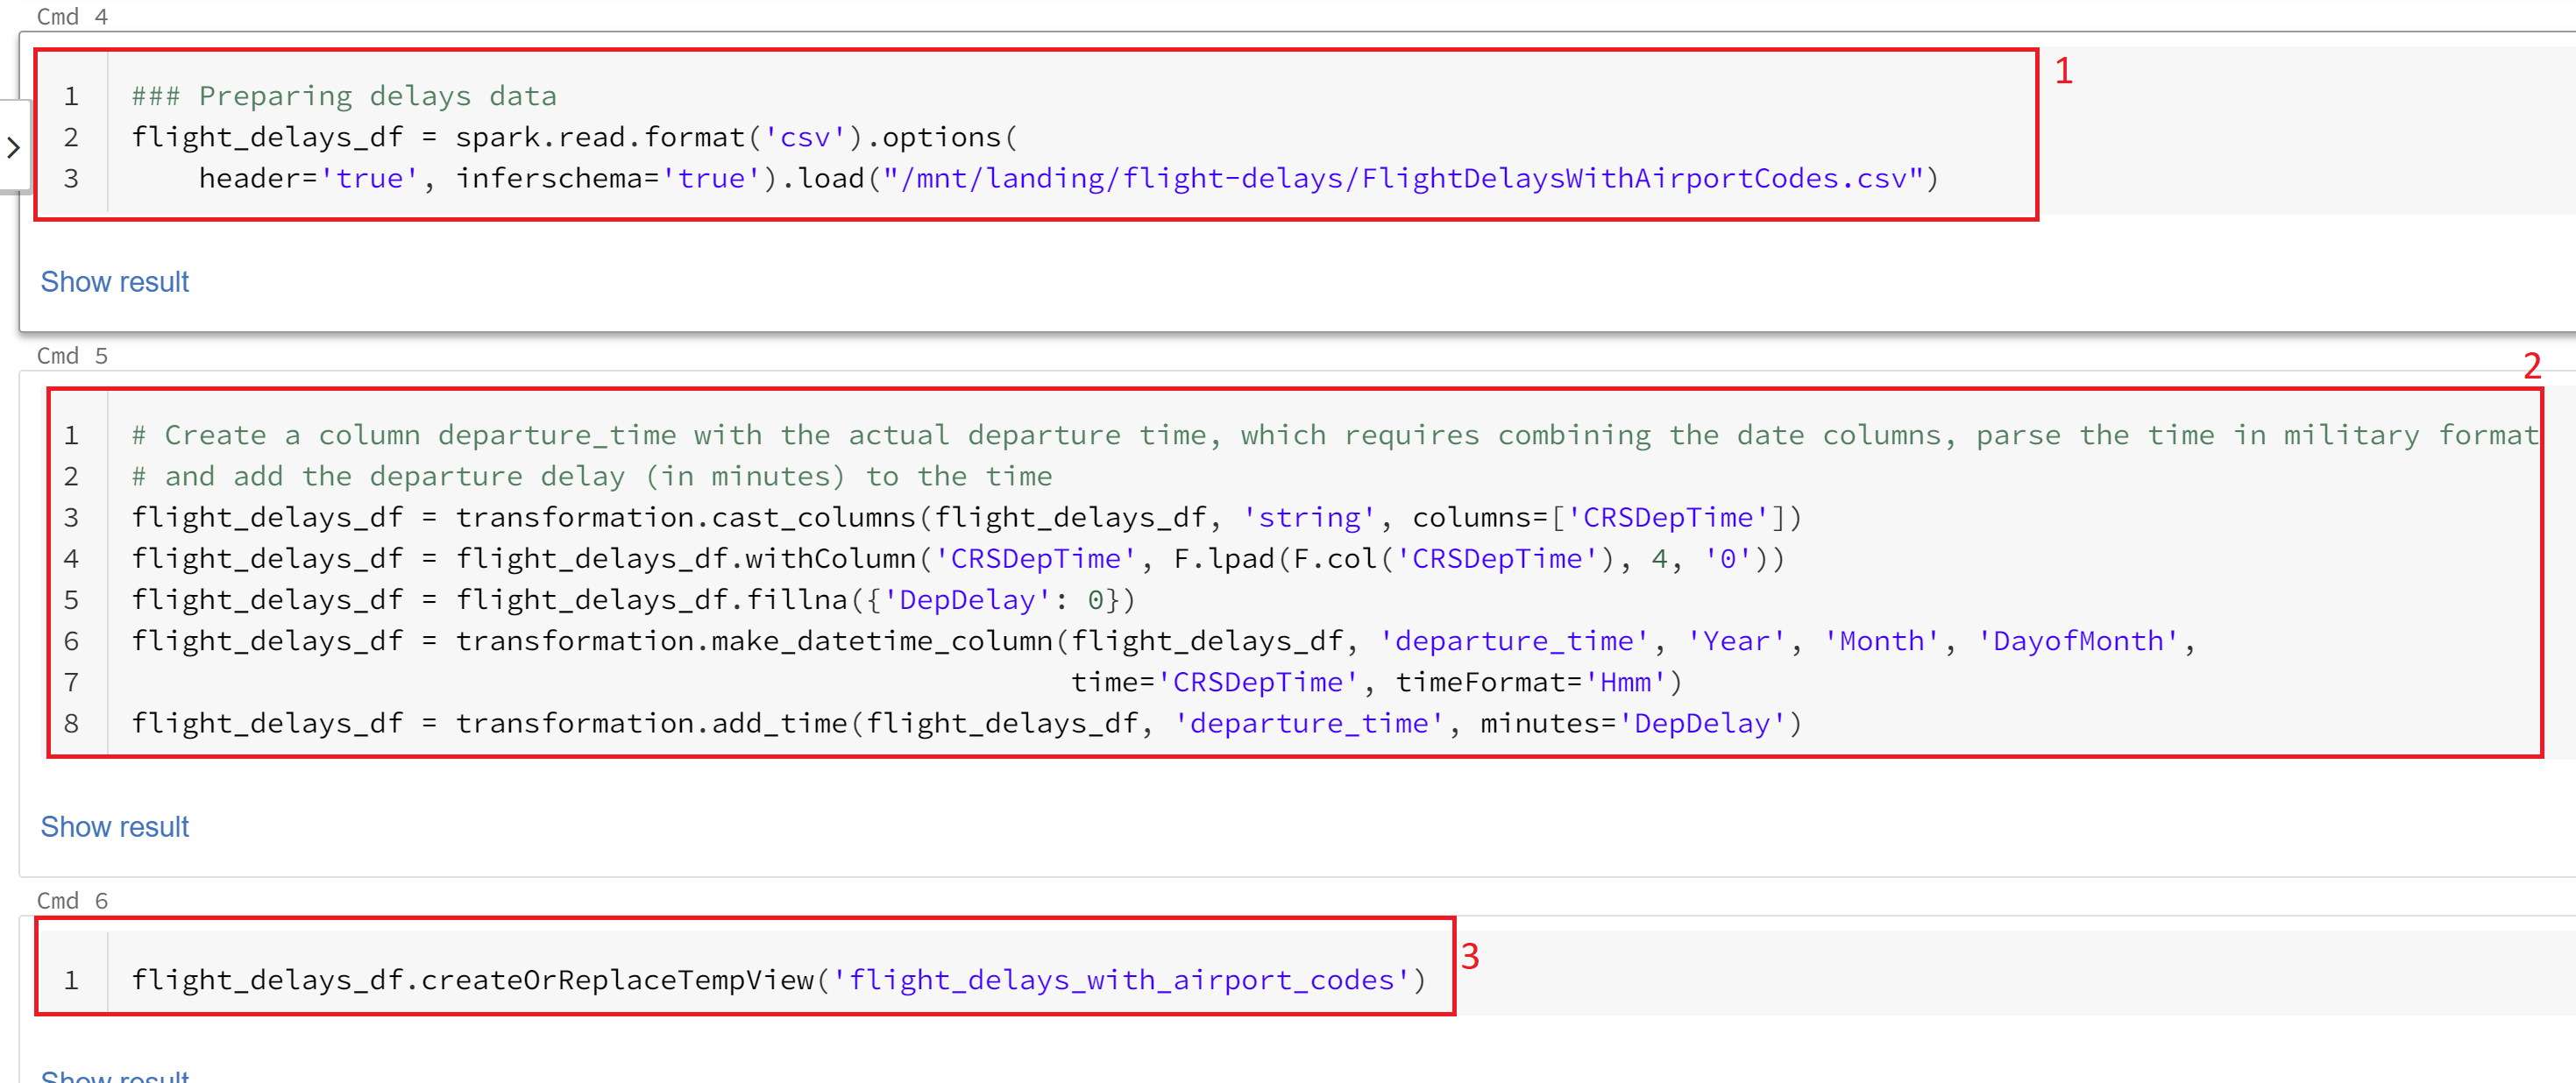 Cmd 4
1
1 ### Preparing delays data
2 flight_delays_df = spark.read.format('csv').options(
3     header='true', inferschema='true').load("/mnt/landing/flight-delays/FlightDelaysWithAirportCodes.csv")
Show result
Cmd 5
2
1 # Create a column departure_time with the actual departure time, which requires combining the date columns, parse the time in military format
2 # and add the departure delay (in minutes) to the time
3 flight_delays_df = transformation.cast_columns(flight_delays_df, 'string', columns=['CRSDepTime'])
4 flight_delays_df = flight_delays_df.withColumn('CRSDepTime', F.lpad(F.col('CRSDepTime'), 4, '0'))
5 flight_delays_df = flight_delays_df.fillna({'DepDelay': 0})
6 flight_delays_df = transformation.make_datetime_column(flight_delays_df, 'departure_time', 'Year', 'Month', 'DayofMonth',
7                                                        time='CRSDepTime', timeFormat='Hmm')
8 flight_delays_df = transformation.add_time(flight_delays_df, 'departure_time', minutes='DepDelay')
Show result
Cmd 6
3
1 flight_delays_df.createOrReplaceTempView('flight_delays_with_airport_codes')
Show result